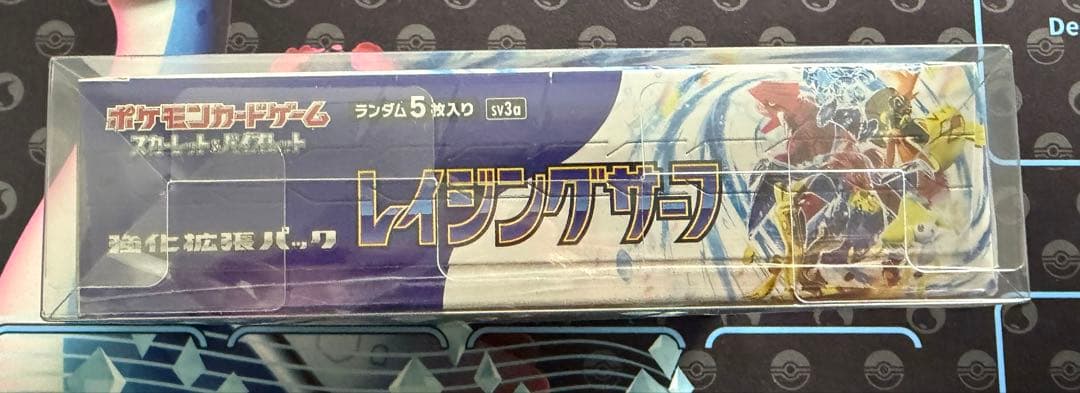 De
ポケモンカードゲーム
スカーレット&バイオレット
ランダム5枚入り sv3a
強化拡張パック
レイジングサーフ